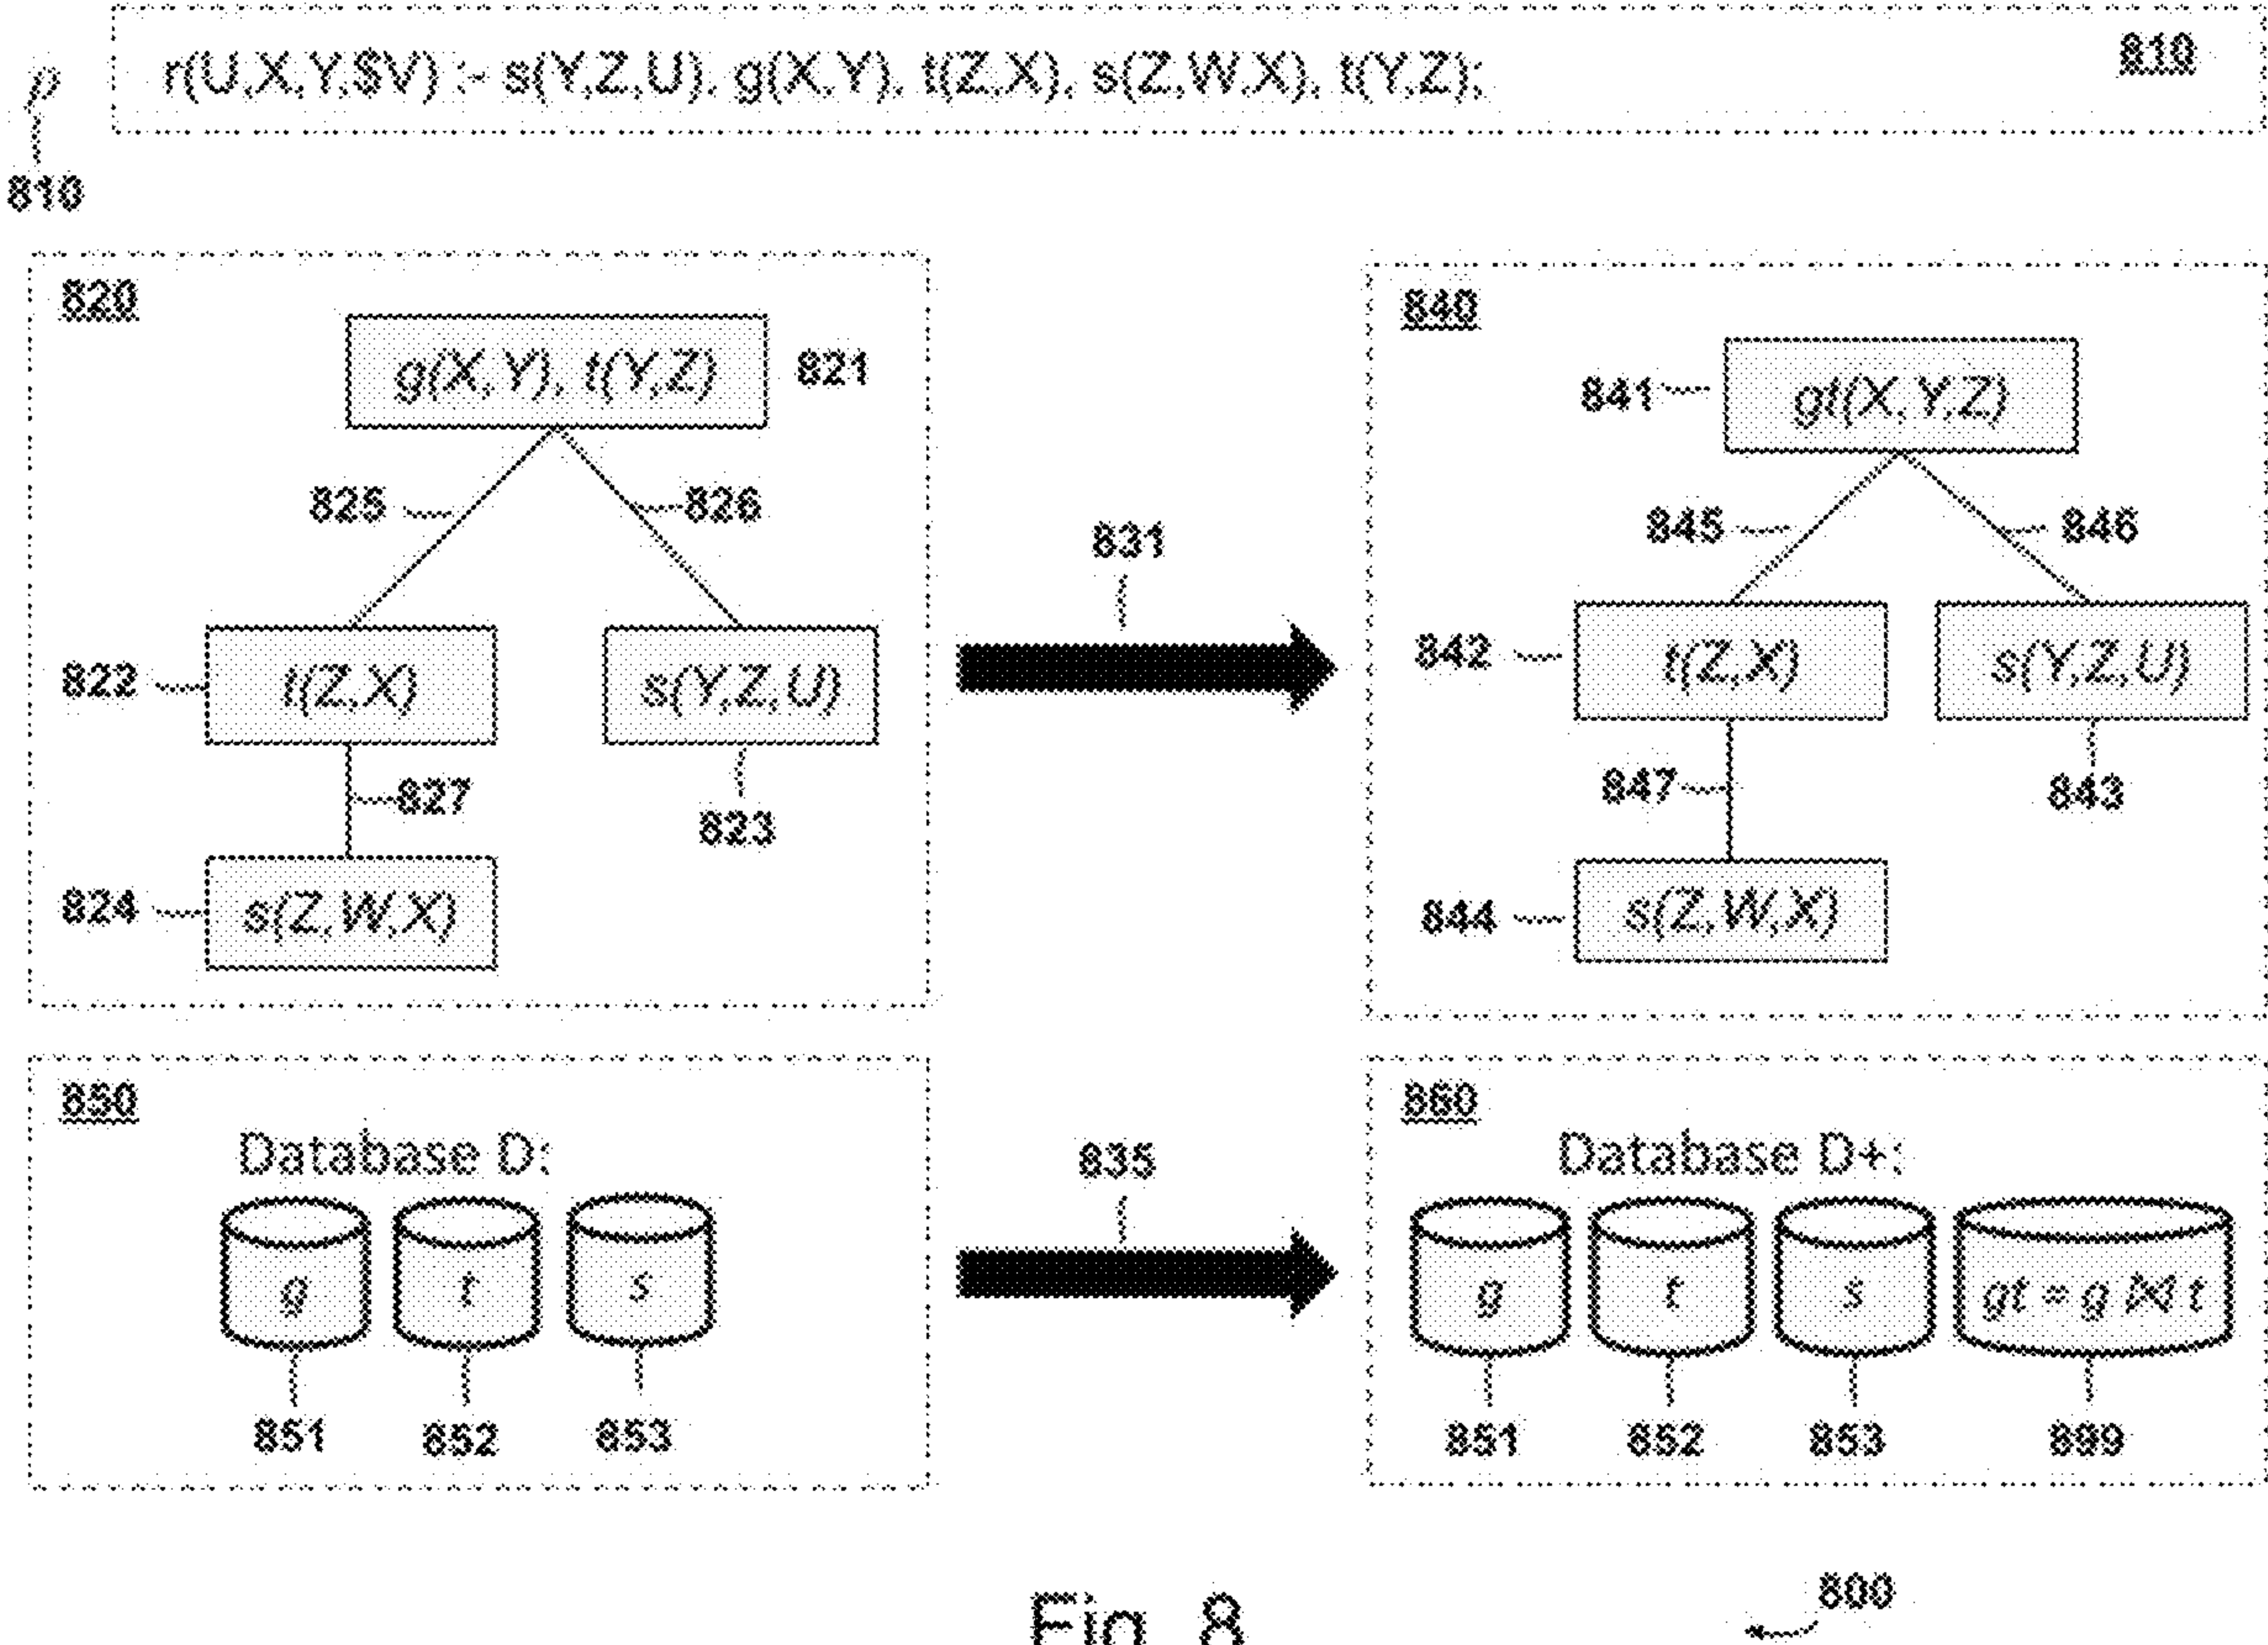 r(U,X,Y,$V) :- s(Y,Z,U), g(X,Y), t(Z,X), s(Z,W,X), t(Y,Z); 810
ρ
810
820
g(X,Y), t(Y,Z) 821
825 826
822 t(Z,X) s(Y,Z,U)
827
823
824 s(Z,W,X)
831
840
841 gt(X,Y,Z)
845 846
842 t(Z,X) s(Y,Z,U)
847 843
844 s(Z,W,X)
850
Database D:
g t s
851 852 853
835
860
Database D+:
g t s gt = g ⋈ t
851 852 853 899
Fig. 8
800